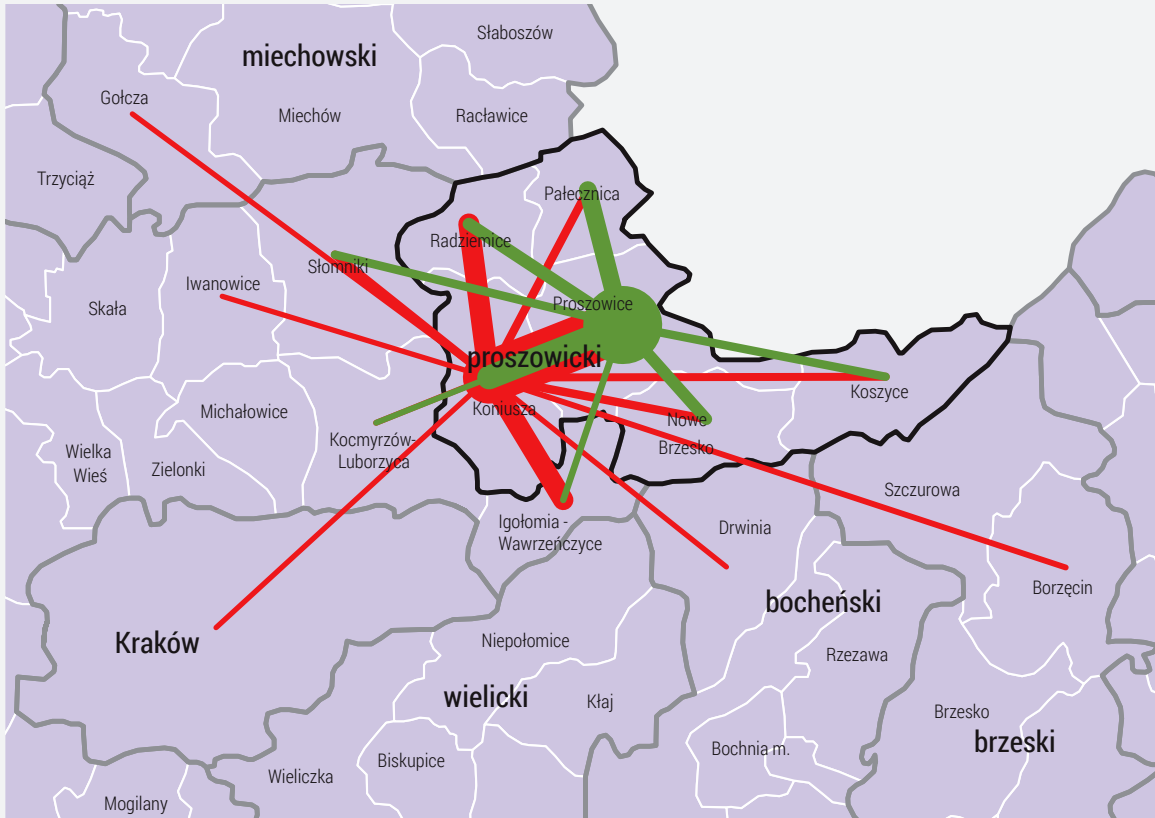 Słaboszów
miechowski
Gołcza
Miechów
Racławice
Trzyciąż
Pałecznica
Radziemice
Słomniki
Iwanowice
Skała
Proszowice
proszowicki
Koszyce
Michałowice
Koniusza
Nowe
Brzesko
Kocmyrzów-
Luborzyca
Wielka
Wieś
Zielonki
Szczurowa
Igołomia -
Wawrzeńczyce
Drwinia
Borzęcin
bocheński
Kraków
Niepołomice
Rzezawa
wielicki
Kłaj
Brzesko
brzeski
Bochnia m.
Biskupice
Wieliczka
Mogilany